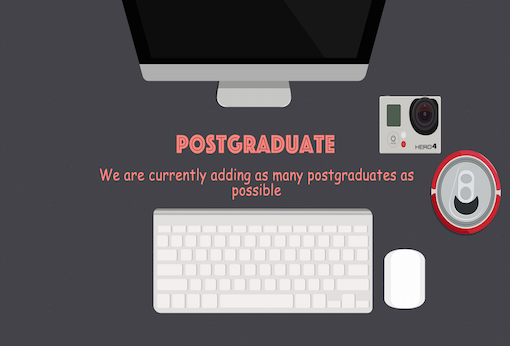 HERO4
POSTGRADUATE
We are currently adding as many postgraduates as
possible